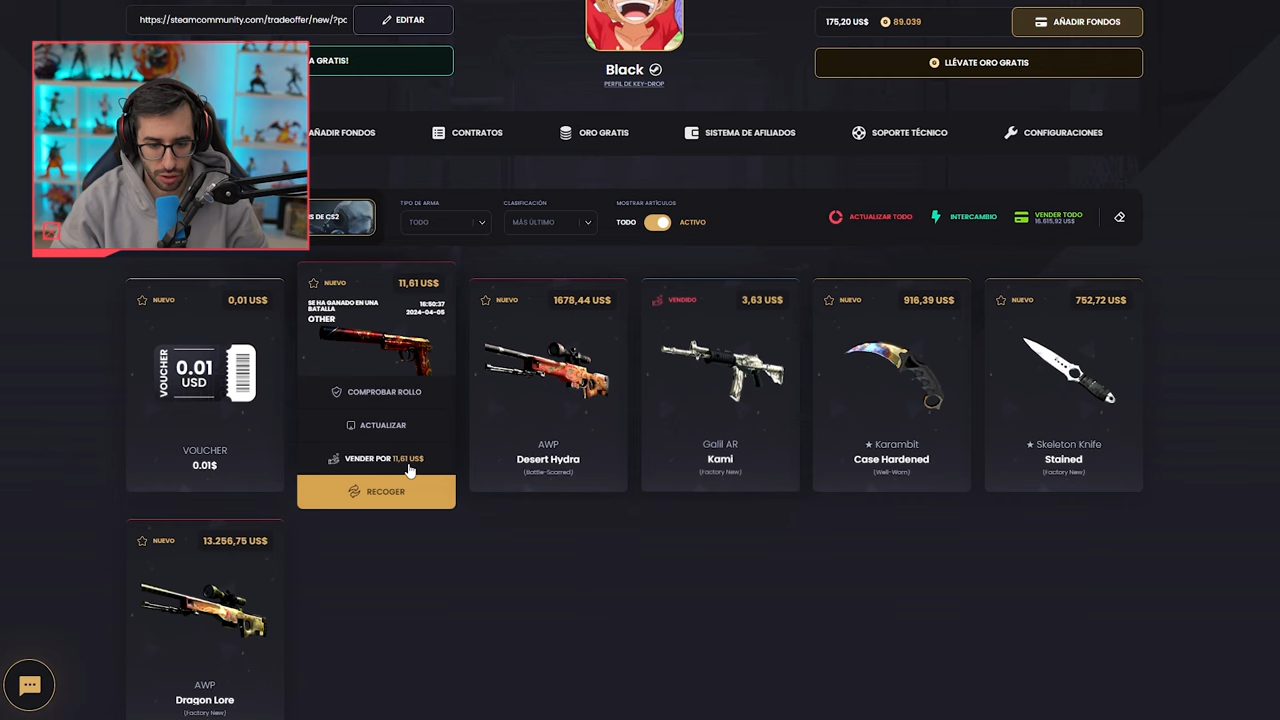 https://steamcommunity.com/tradeoffer/new/?pc
EDITAR
A GRATIS!
Black
PERFIL DE KEY-DROP
175,20 US$ 89.039
AÑADIR FONDOS
LLÉVATE ORO GRATIS
AÑADIR FONDOS
CONTRATOS
ORO GRATIS
SISTEMA DE AFILIADOS
SOPORTE TÉCNICO
CONFIGURACIONES
NS DE CS2
TIPO DE ARMA
TODO
CLASIFICACIÓN
MÁS ÚLTIMO
MOSTRAR ARTÍCULOS
TODO ACTIVO
ACTUALIZAR TODO
INTERCAMBIO
VENDER TODO
16.615,92 US$
NUEVO 0,01 US$
VOUCHER
0.01
USD
VOUCHER
0.01$
NUEVO 11,61 US$
SE HA GANADO EN UNA
BATALLA
OTHER
16:50:37
2024-04-05
COMPROBAR ROLLO
ACTUALIZAR
VENDER POR 11,61 US$
RECOGER
NUEVO 1678,44 US$
AWP
Desert Hydra
(Battle-Scarred)
VENDIDO 3,63 US$
Galil AR
Kami
(Factory New)
NUEVO 916,39 US$
★ Karambit
Case Hardened
(Well-Worn)
NUEVO 752,72 US$
★ Skeleton Knife
Stained
(Factory New)
NUEVO 13.256,75 US$
AWP
Dragon Lore
(Factory New)